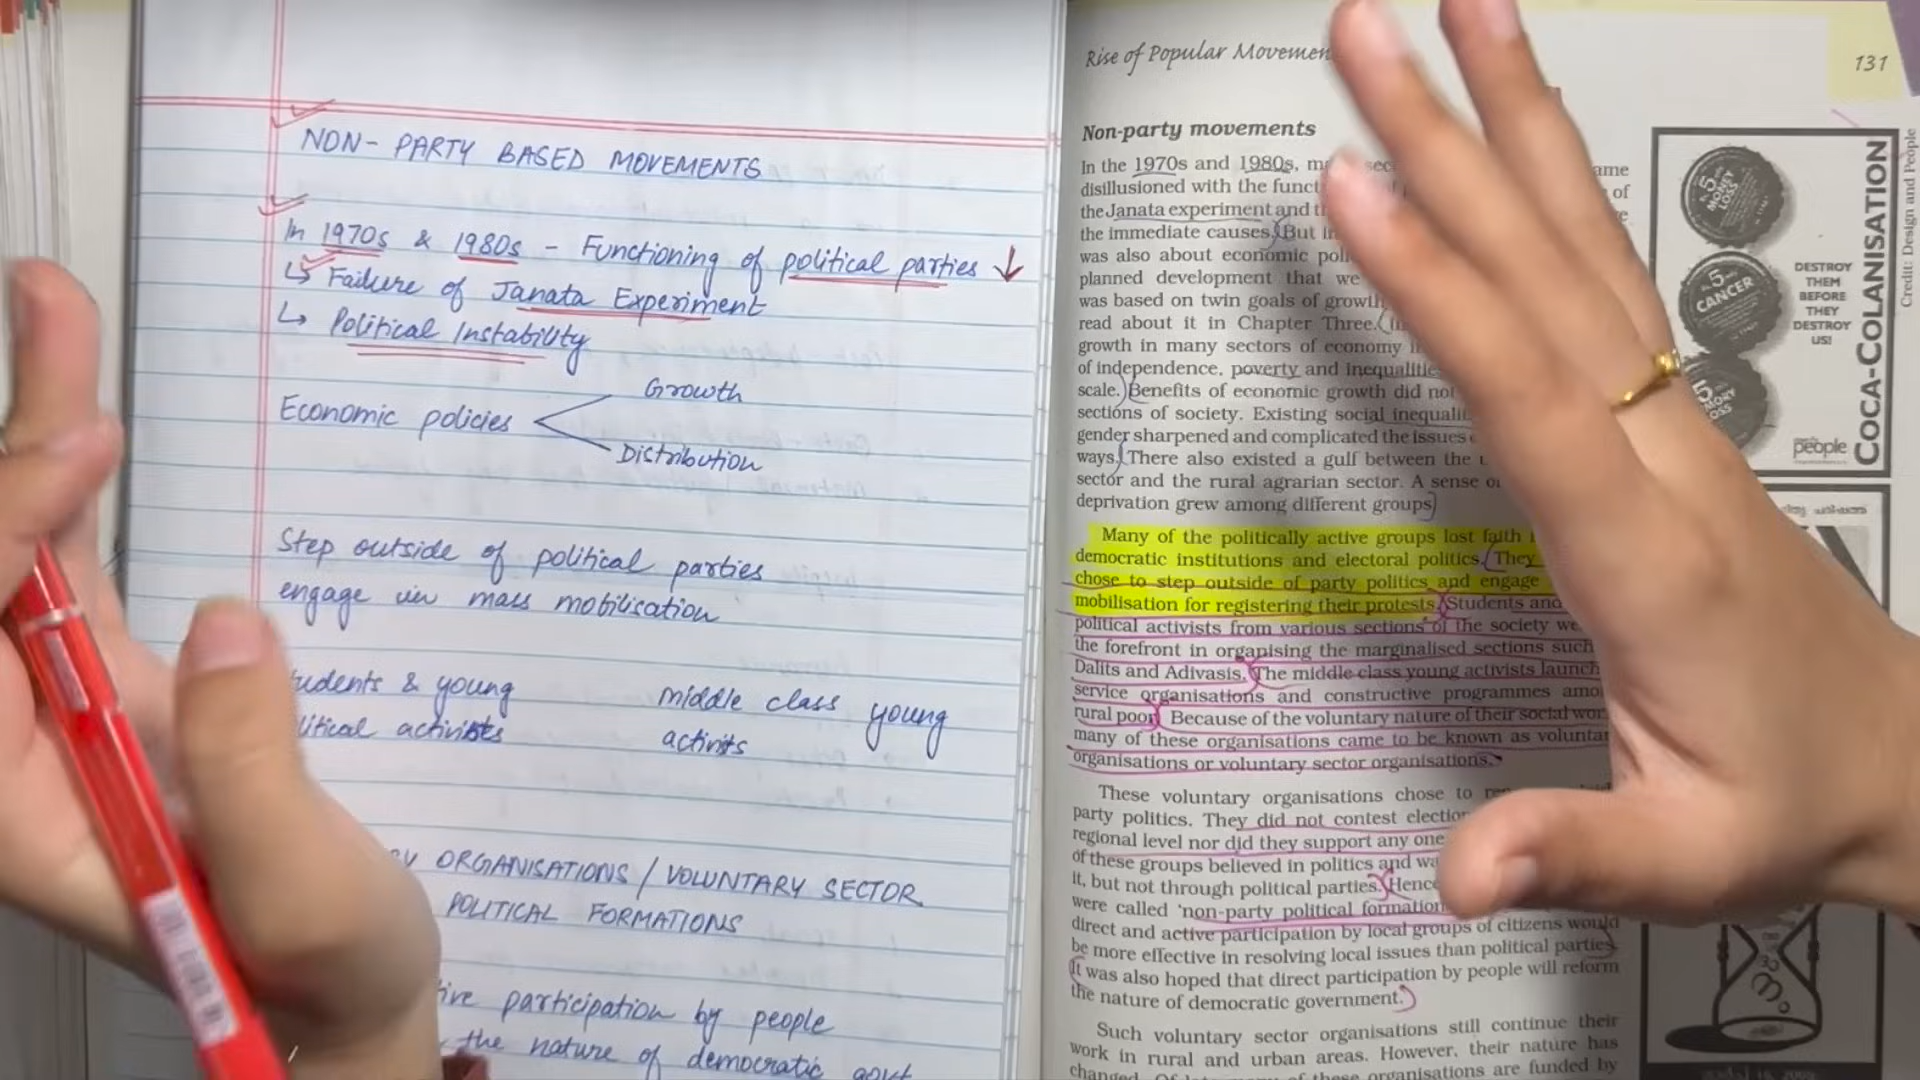 NON-PARTY BASED MOVEMENTS
In 1970s & 1980s - Functioning of political parties ↓
↳ Failure of Janata Experiment
↳ Political Instability
Economic policies
Growth
Distribution
Step outside of political parties
engage in mass mobilisation
& young
activists
middle class young
activits
ORGANISATIONS / VOLUNTARY SECTOR
POLITICAL FORMATIONS
participation by people
the nature of democratic govt
Rise of Popular
131
Non-party movements
In the 1970s and 1980s,
disillusioned with the
of
the Janata experiment and
the immediate causes. But
was also about economic
planned development that
was based on twin goals of
read about it in Chapter Three.
growth in many sectors of economy
of independence, poverty and
scale. Benefits of economic growth did not
sections of society. Existing social
gender sharpened and complicated the issues
ways. There also existed a gulf between the
sector and the rural agrarian sector. A sense
deprivation grew among different groups
Many of the politically active groups lost faith
democratic institutions and electoral politics. They
chose to step outside of party politics and engage
mobilisation for registering their protests. Students and
political activists from various sections of the society
the forefront in organising the marginalised sections such
Dalits and Adivasis. The middle class young activists
service organisations and constructive programmes
rural poor. Because of the voluntary nature of their social
many of these organisations came to be known as
organisations or voluntary sector organisations.
These voluntary organisations chose to
party politics. They did not contest
regional level nor did they support any one
of these groups believed in politics and
it, but not through political parties. Hence
were called 'non-party political
direct and active participation by local groups of citizens would
be more effective in resolving local issues than political parties.
It was also hoped that direct participation by people will reform
the nature of democratic government.
Such voluntary sector organisations still continue their
work in rural and urban areas. However, their nature has
changed.
these organisations are funded by
5
MONEY
LOSS
5
CANCER
5
LOSS
DESTROY
THEM
BEFORE
THEY
DESTROY
US!
people
COCA-COLANISATION
Credit: Design and People